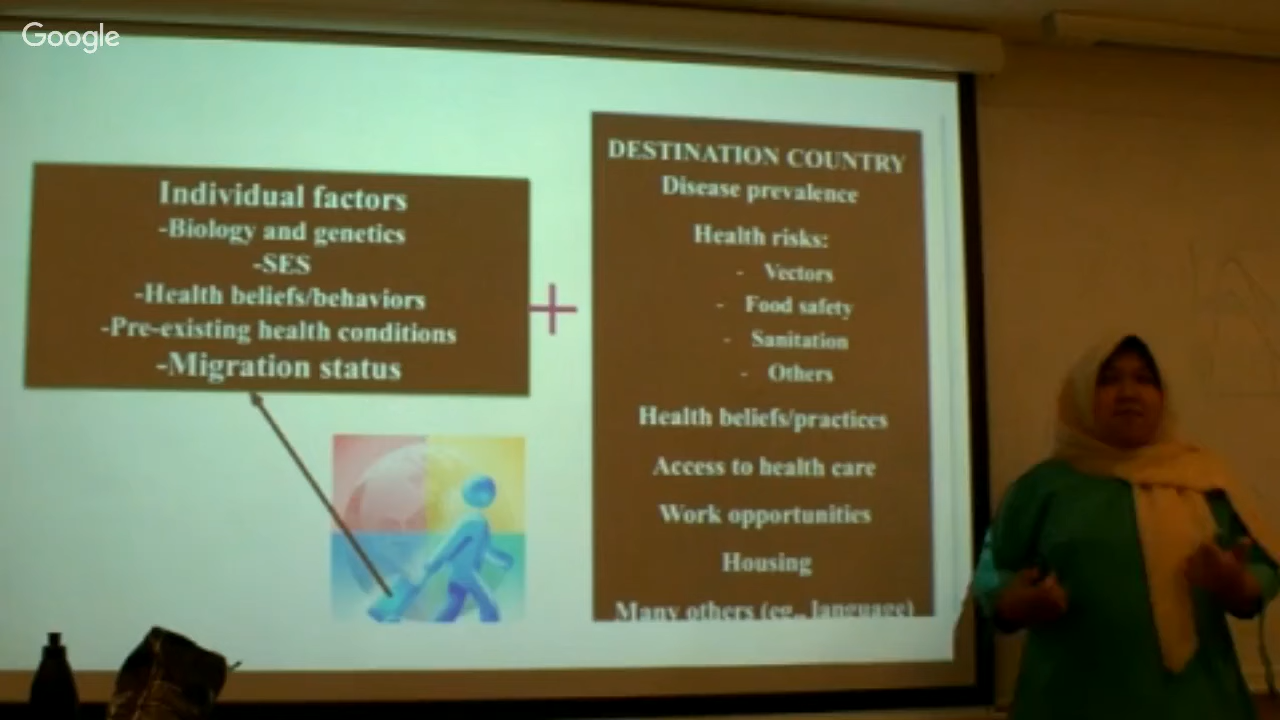 Google
Individual factors
-Biology and genetics
-SES
-Health beliefs/behaviors
-Pre-existing health conditions
-Migration status
+
DESTINATION COUNTRY
Disease prevalence
Health risks:
- Vectors
- Food safety
- Sanitation
- Others
Health beliefs/practices
Access to health care
Work opportunities
Housing
Many others (eg., language)